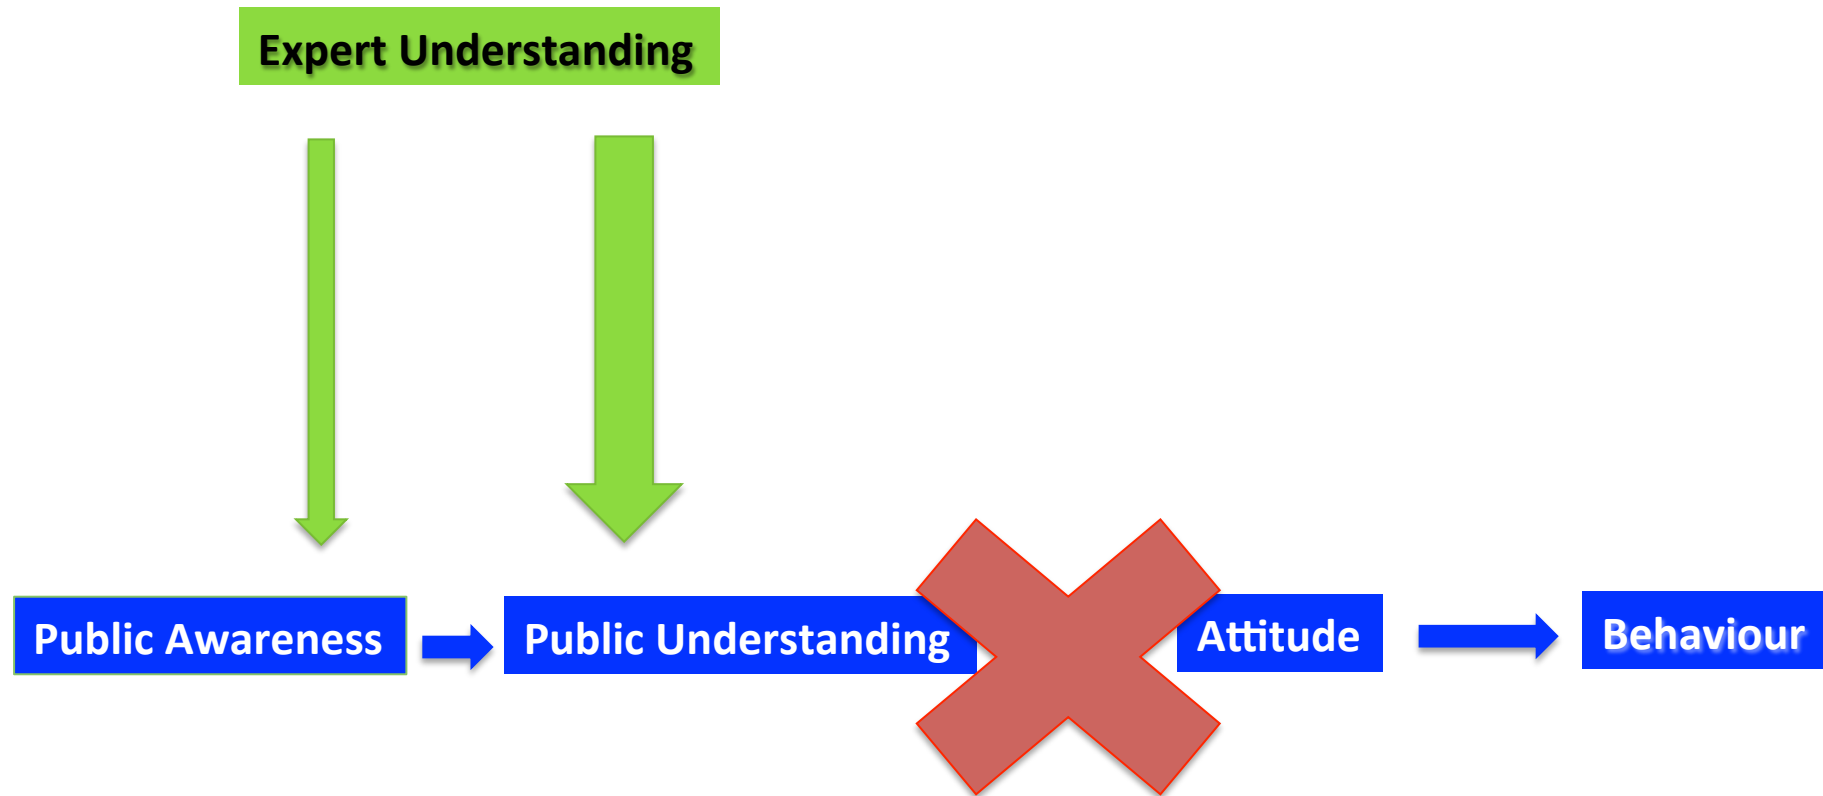 Expert Understanding
Public Awareness
Public Understanding
Attitude
Behaviour